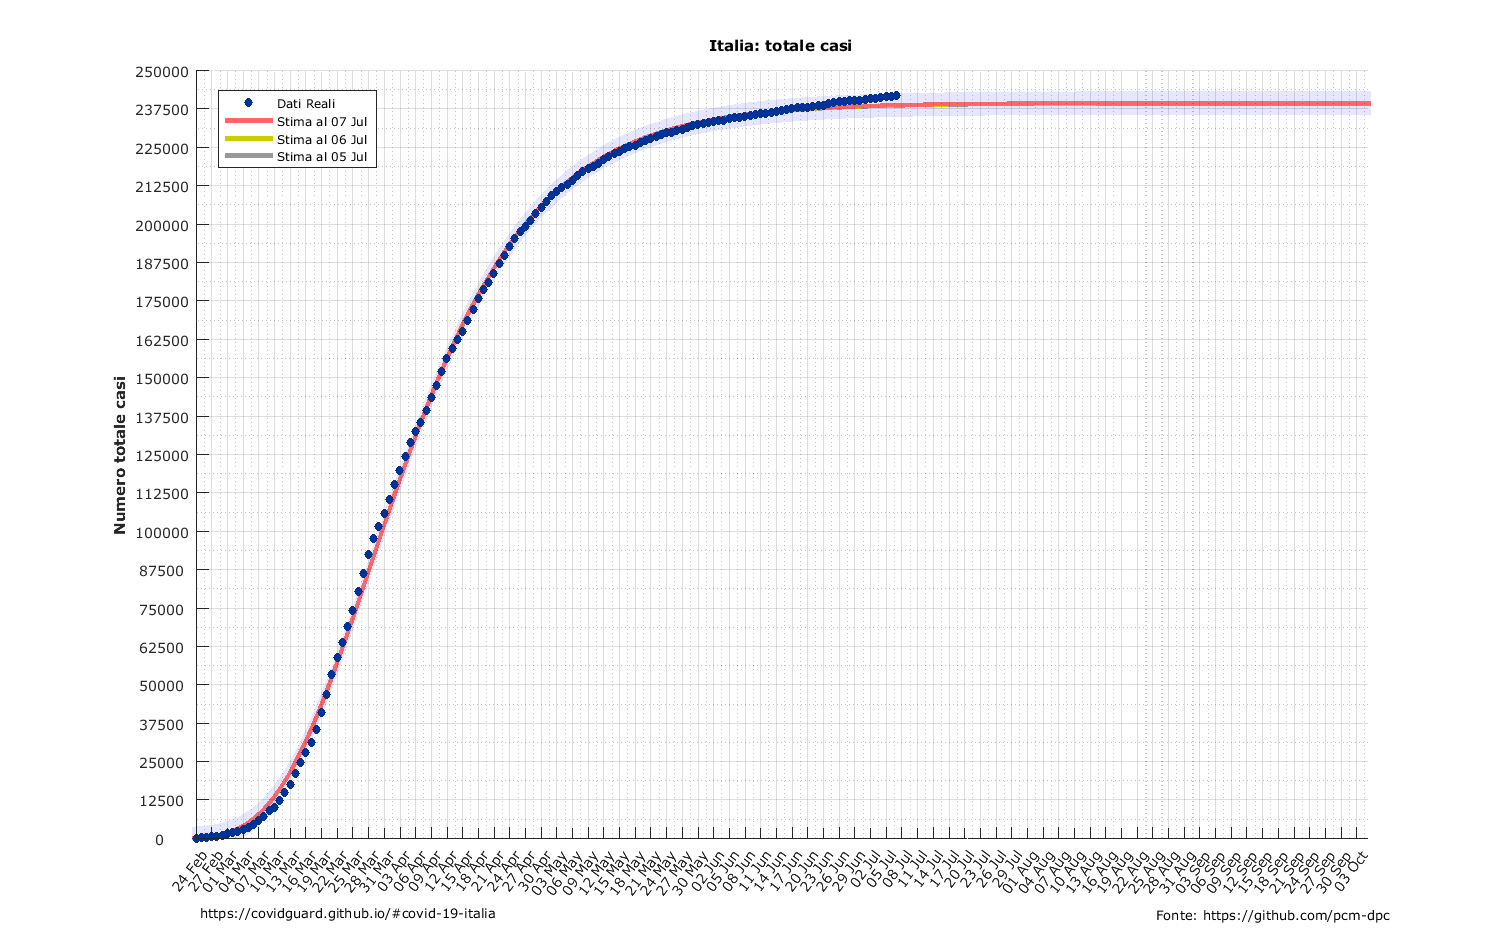 Italia: totale casi
250000
237500
225000
212500
200000
187500
175000
162500
150000
137500
125000
112500
100000
87500
75000
62500
50000
37500
25000
12500
0
Numero totale casi
Dati Reali
Stima al 07 Jul
Stima al 06 Jul
Stima al 05 Jul
24 Feb
27 Feb
01 Mar
04 Mar
07 Mar
10 Mar
13 Mar
16 Mar
19 Mar
22 Mar
25 Mar
28 Mar
31 Mar
03 Apr
06 Apr
09 Apr
12 Apr
15 Apr
18 Apr
21 Apr
24 Apr
27 Apr
30 Apr
03 May
06 May
09 May
12 May
15 May
18 May
21 May
24 May
27 May
30 May
02 Jun
05 Jun
08 Jun
11 Jun
14 Jun
17 Jun
20 Jun
23 Jun
26 Jun
29 Jun
02 Jul
05 Jul
08 Jul
11 Jul
14 Jul
17 Jul
20 Jul
23 Jul
26 Jul
29 Jul
01 Aug
04 Aug
07 Aug
10 Aug
13 Aug
16 Aug
19 Aug
22 Aug
25 Aug
28 Aug
31 Aug
03 Sep
06 Sep
09 Sep
12 Sep
15 Sep
18 Sep
21 Sep
24 Sep
27 Sep
30 Sep
03 Oct
https://covidguard.github.io/#covid-19-italia
Fonte: https://github.com/pcm-dpc